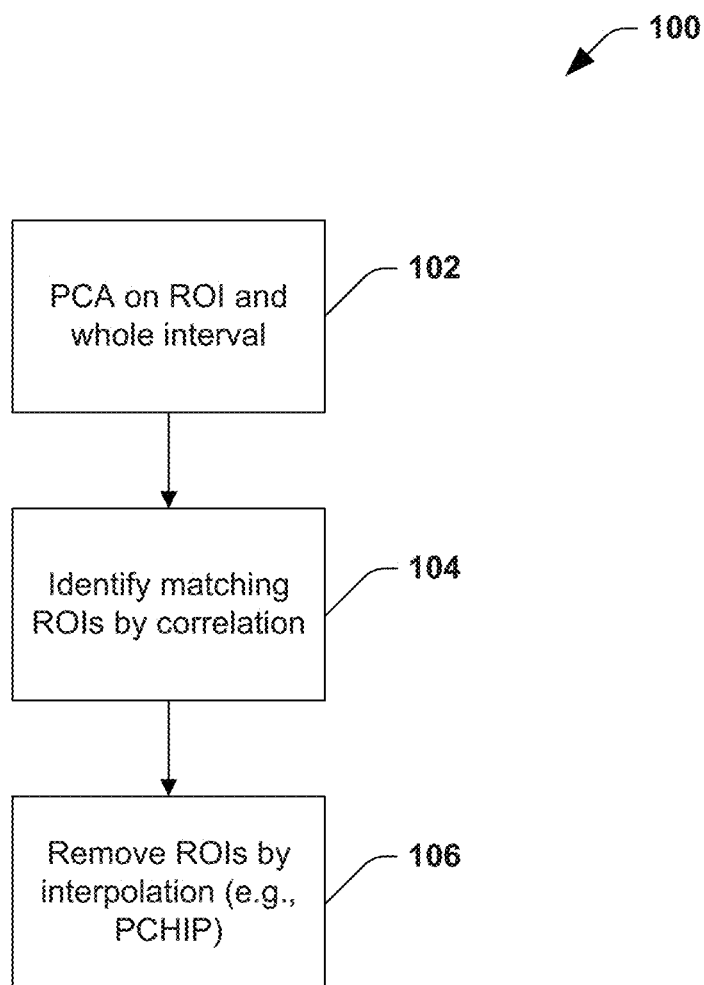 100
PCA on ROI and
whole interval
102
Identify matching
ROIs by correlation
104
Remove ROIs by
interpolation (e.g.,
PCHIP)
106